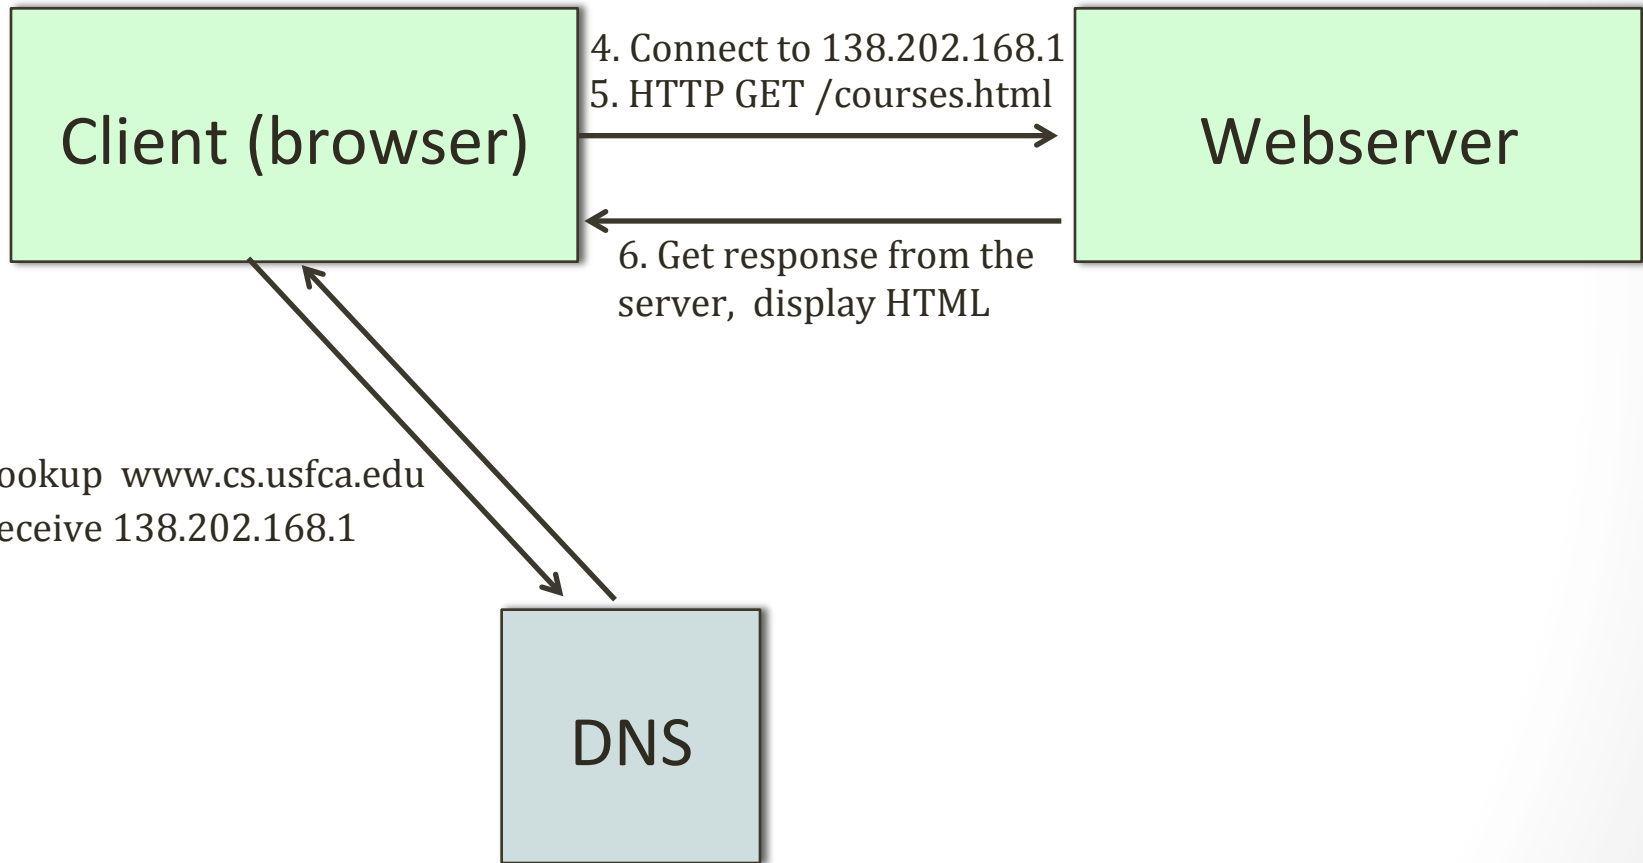 4. Connect to 138.202.168.1
5. HTTP GET /courses.html
Client (browser)
Webserver
6. Get response from the
server,  display HTML
ookup  www.cs.usfca.edu
eceive 138.202.168.1
DNS